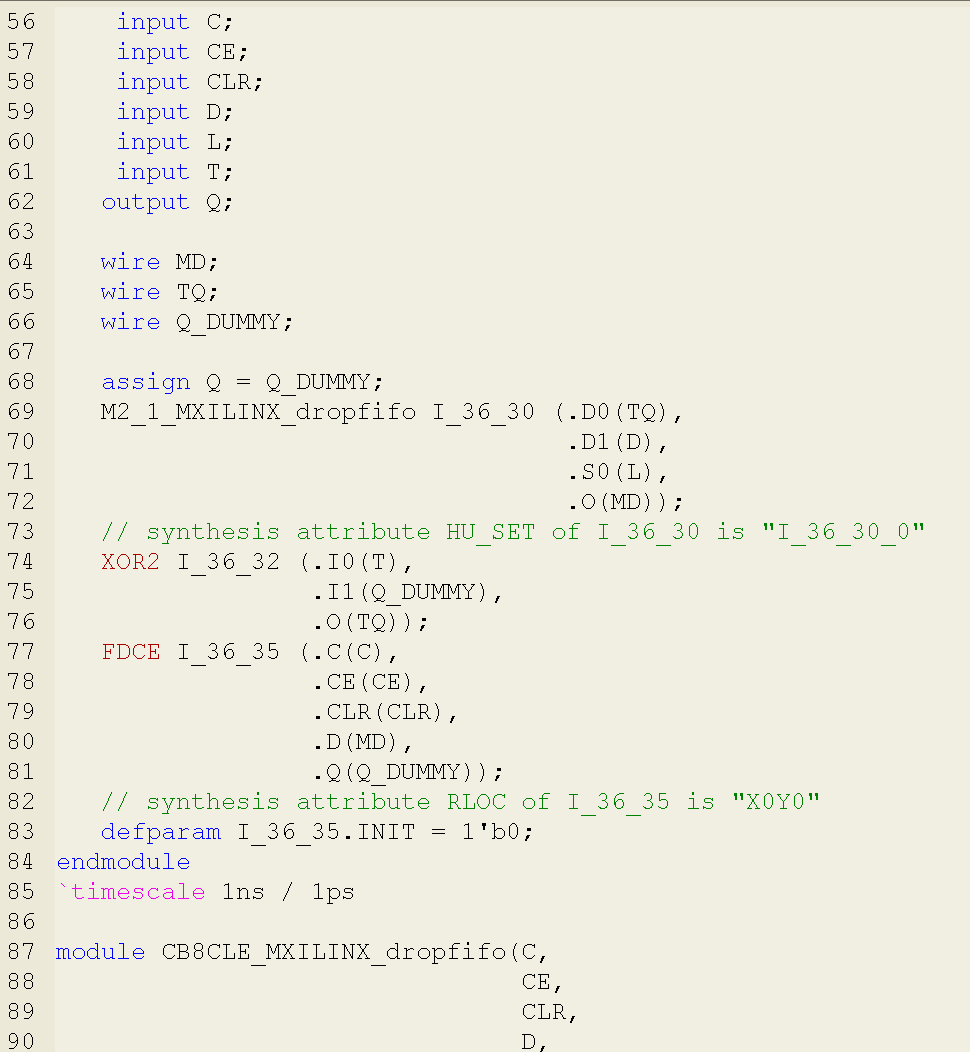 56 input C;
57 input CE;
58 input CLR;
59 input D;
60 input L;
61 input T;
62 output Q;
63
64 wire MD;
65 wire TQ;
66 wire Q_DUMMY;
67
68 assign Q = Q_DUMMY;
69 M2_1_MXILINX_dropfifo I_36_30 (.D0(TQ),
70 .D1(D),
71 .S0(L),
72 .O(MD));
73 // synthesis attribute HU_SET of I_36_30 is "I_36_30_0"
74 XOR2 I_36_32 (.I0(T),
75 .I1(Q_DUMMY),
76 .O(TQ));
77 FDCE I_36_35 (.C(C),
78 .CE(CE),
79 .CLR(CLR),
80 .D(MD),
81 .Q(Q_DUMMY));
82 // synthesis attribute RLOC of I_36_35 is "X0Y0"
83 defparam I_36_35.INIT = 1'b0;
84 endmodule
85 `timescale 1ns / 1ps
86
87 module CB8CLE_MXILINX_dropfifo(C,
88 CE,
89 CLR,
90 D,